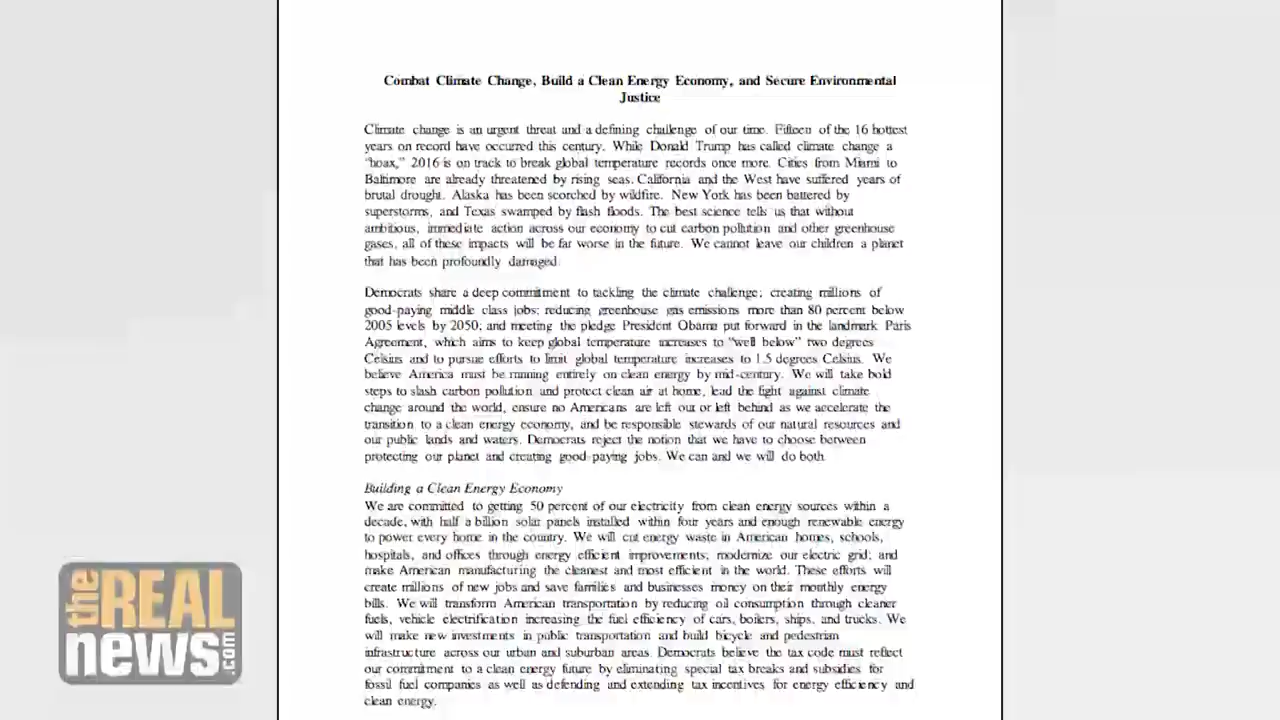 Combat Climate Change, Build a Clean Energy Economy, and Secure Environmental
Justice
Climate change is an urgent threat and a defining challenge of our time. Fifteen of the 16 hottest
years on record have occurred this century. While Donald Trump has called climate change a
“hoax,” 2016 is on track to break global temperature records once more. Cities from Miami to
Baltimore are already threatened by rising seas. California and the West have suffered years of
brutal drought. Alaska has been scorched by wildfire. New York has been battered by
superstorms, and Texas swamped by flash floods. The best science tells us that without
ambitious, immediate action across our economy to cut carbon pollution and other greenhouse
gases, all of these impacts will be far worse in the future. We cannot leave our children a planet
that has been profoundly damaged.
Democrats share a deep commitment to tackling the climate challenge; creating millions of
good-paying middle class jobs; reducing greenhouse gas emissions more than 80 percent below
2005 levels by 2050; and meeting the pledge President Obama put forward in the landmark Paris
Agreement, which aims to keep global temperature increases to “well below” two degrees
Celsius and to pursue efforts to limit global temperature increases to 1.5 degrees Celsius. We
believe America must be running entirely on clean energy by mid-century. We will take bold
steps to slash carbon pollution and protect clean air at home, lead the fight against climate
change around the world, ensure no Americans are left out or left behind as we accelerate the
transition to a clean energy economy, and be responsible stewards of our natural resources and
our public lands and waters. Democrats reject the notion that we have to choose between
protecting our planet and creating good-paying jobs. We can and we will do both.
Building a Clean Energy Economy
We are committed to getting 50 percent of our electricity from clean energy sources within a
decade, with half a billion solar panels installed within four years and enough renewable energy
to power every home in the country. We will cut energy waste in American homes, schools,
hospitals, and offices through energy efficient improvements; modernize our electric grid; and
make American manufacturing the cleanest and most efficient in the world. These efforts will
create millions of new jobs and save families and businesses money on their monthly energy
bills. We will transform American transportation by reducing oil consumption through cleaner
fuels, vehicle electrification increasing the fuel efficiency of cars, boilers, ships, and trucks. We
will make new investments in public transportation and build bicycle and pedestrian
infrastructure across our urban and suburban areas. Democrats believe the tax code must reflect
our commitment to a clean energy future by eliminating special tax breaks and subsidies for
fossil fuel companies as well as defending and extending tax incentives for energy efficiency and
clean energy.
the REAL
news.com